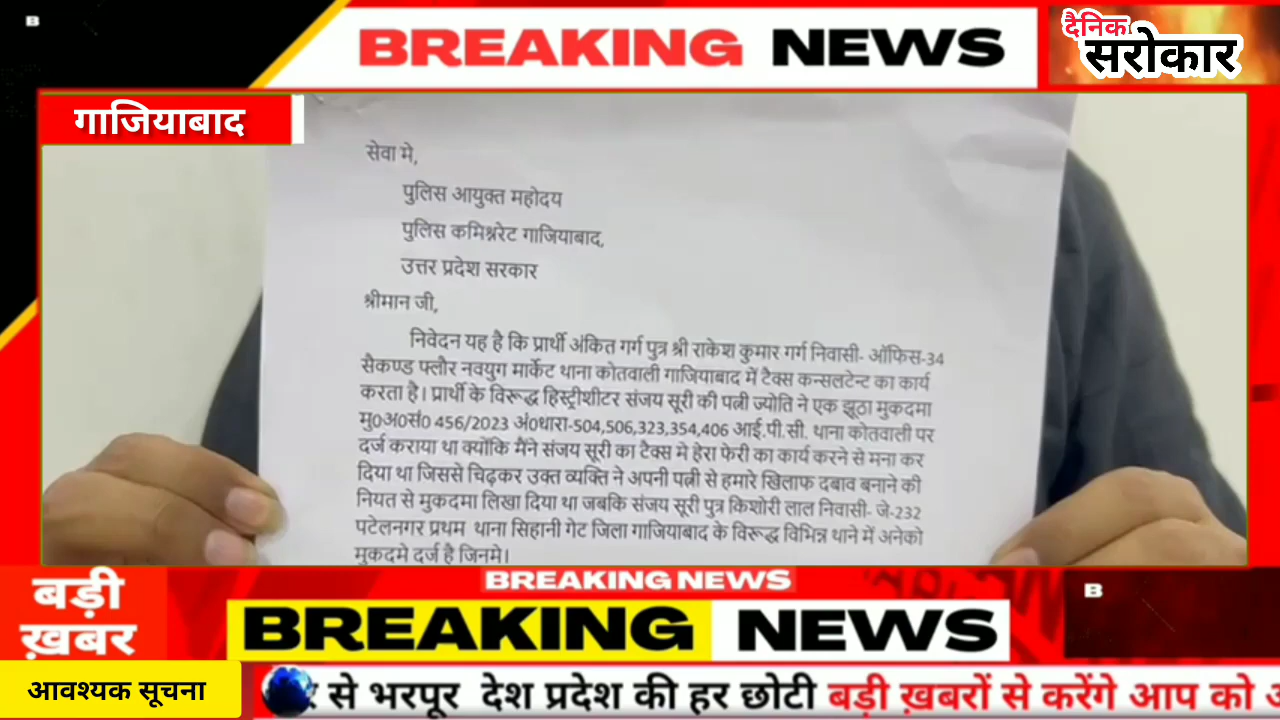 B
BREAKING NEWS
दैनिक
सरोकार
गाजियाबाद
सेवा मे,
पुलिस आयुक्त महोदय
पुलिस कमिश्नरेट गाजियाबाद,
उत्तर प्रदेश सरकार
श्रीमान जी,
निवेदन यह है कि प्रार्थी अंकित गर्ग पुत्र श्री राकेश कुमार गर्ग निवासी- ऑफिस-34
सैकण्ड फ्लौर नवयुग मार्केट थाना कोतवाली गाजियाबाद में टैक्स कन्सलटेन्ट का कार्य
करता है। प्रार्थी के विरूद्ध हिस्ट्रीशीटर संजय सूरी की पत्नी ज्योति ने एक झूठा मुकदमा
मु0अ0सं0 456/2023 अं0धारा-504,506,323,354,406 आई.पी.सी. थाना कोतवाली पर
दर्ज कराया था क्योंकि मैंने संजय सूरी का टैक्स मे हेरा फेरी का कार्य करने से मना कर
दिया था जिससे चिढ़कर उक्त व्यक्ति ने अपनी पत्नी से हमारे खिलाफ दबाव बनाने की
नियत से मुकदमा लिखा दिया था जबकि संजय सूरी पुत्र किशोरी लाल निवासी- जे-232
पटेलनगर प्रथम थाना सिहानी गेट जिला गाजियाबाद के विरूद्ध विभिन्न थाने में अनेको
मुकदमे दर्ज है जिनमे।
BREAKING NEWS
बड़ी
ख़बर
BREAKING NEWS
B
आवश्यक सूचना
से भरपूर देश प्रदेश की हर छोटी बड़ी ख़बरों से करेंगे आप को